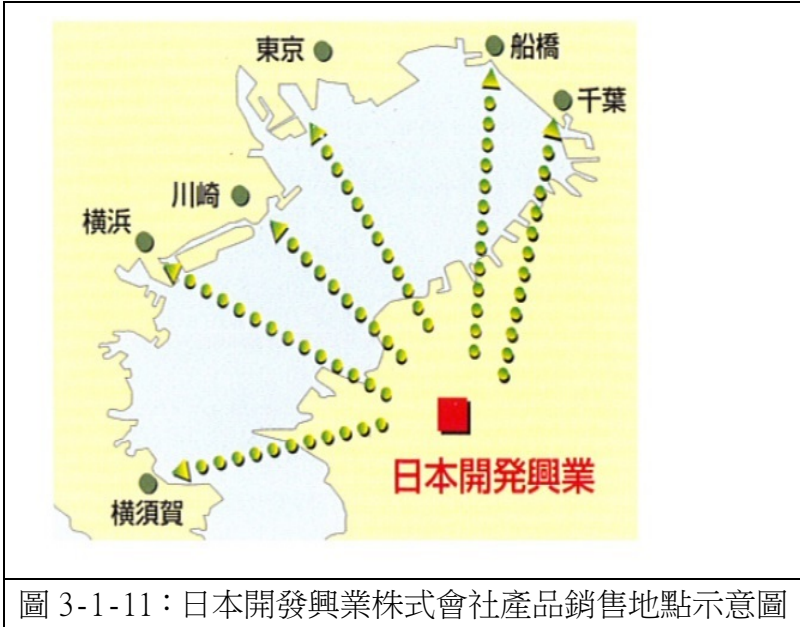 東京
船橋
千葉
川崎
横浜
日本開発興業
横須賀
圖 3-1-11：日本開發興業株式會社產品銷售地點示意圖